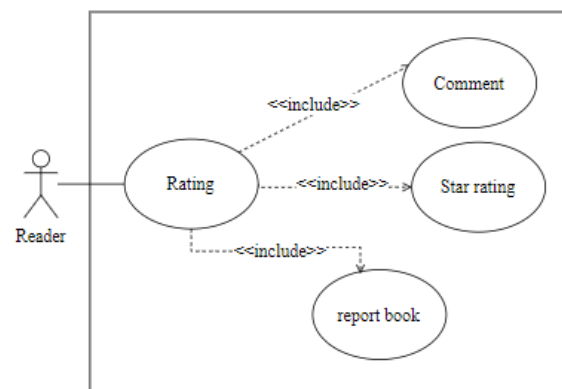 Comment
<<include>>
Rating
<<include>>
Star rating
Reader
<<include>>
report book